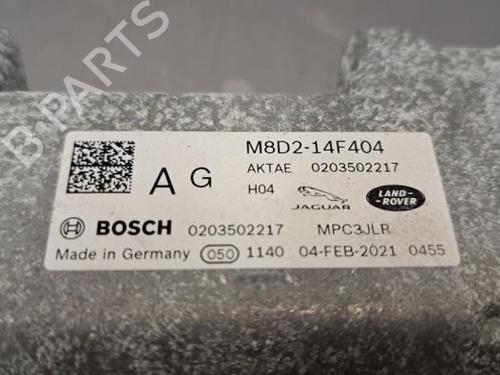 M8D2-14F404
A G
AKTAE 0203502217
H04
JAGUAR
LAND-
ROVER
BOSCH 0203502217 MPC3JLR
Made in Germany 050 1140 04-FEB-2021 0455
B-PARTS